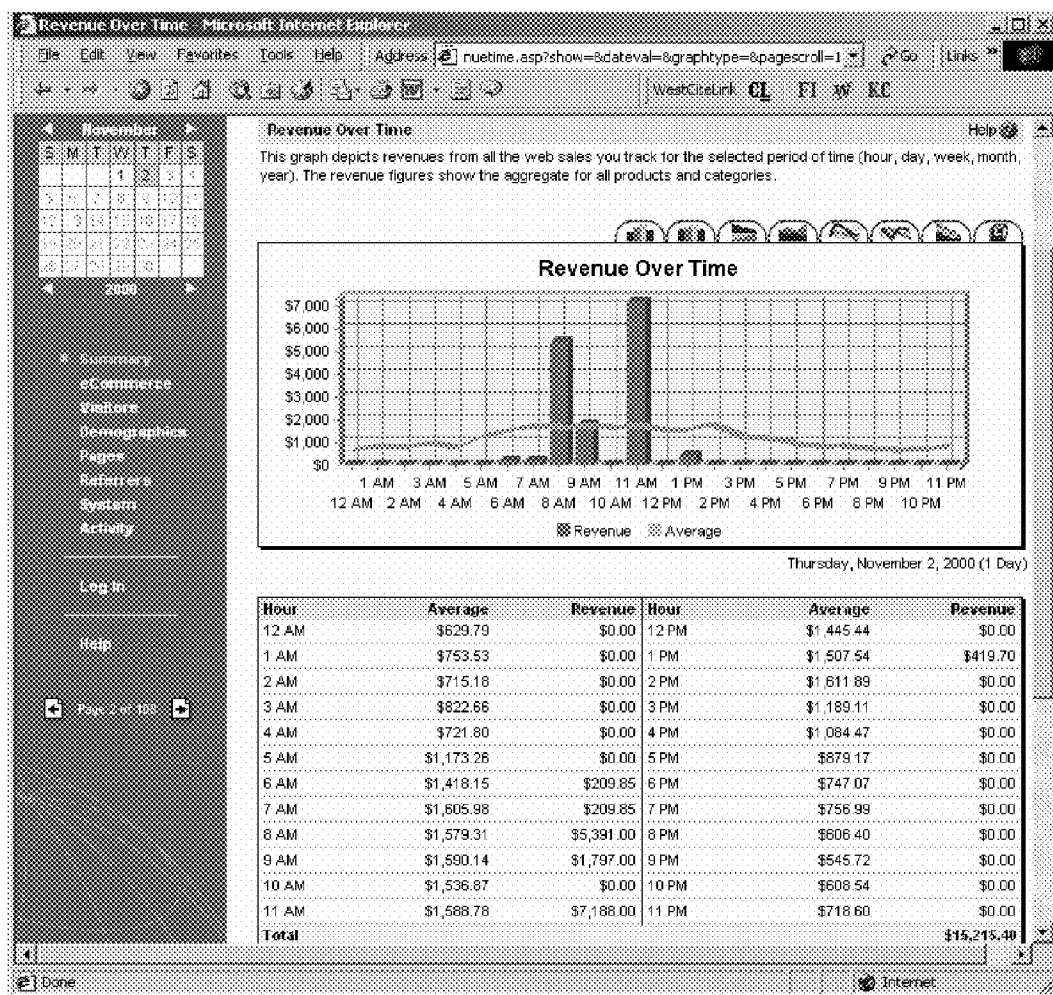 Revenue Over Time - Microsoft Internet Explorer
File Edit View Favorites Tools Help Address nuetime.asp?show=&dateval=&graphtype=&pagescroll=1 Go Links »
WestCiteLink CL FI W KC
November
S M T W T F S
1 2 3 4
2000
Summary
eCommerce
Visitors
Demographics
Pages
Referrers
System
Activity
Log In
Help
Page 2 of
Revenue Over Time Help
This graph depicts revenues from all the web sales you track for the selected period of time (hour, day, week, month,
year). The revenue figures show the aggregate for all products and categories.
Revenue Over Time
$7,000
$6,000
$5,000
$4,000
$3,000
$2,000
$1,000
$0
1 AM 3 AM 5 AM 7 AM 9 AM 11 AM 1 PM 3 PM 5 PM 7 PM 9 PM 11 PM
12 AM 2 AM 4 AM 6 AM 8 AM 10 AM 12 PM 2 PM 4 PM 6 PM 8 PM 10 PM
Revenue Average
Thursday, November 2, 2000 (1 Day)
Hour Average Revenue Hour Average Revenue
12 AM $629.79 $0.00 12 PM $1,445.44 $0.00
1 AM $753.53 $0.00 1 PM $1,507.54 $419.70
2 AM $715.18 $0.00 2 PM $1,611.89 $0.00
3 AM $822.66 $0.00 3 PM $1,189.11 $0.00
4 AM $721.80 $0.00 4 PM $1,084.47 $0.00
5 AM $1,173.26 $0.00 5 PM $879.17 $0.00
6 AM $1,418.15 $209.85 6 PM $747.07 $0.00
7 AM $1,605.98 $209.85 7 PM $756.99 $0.00
8 AM $1,579.31 $5,391.00 8 PM $606.40 $0.00
9 AM $1,590.14 $1,797.00 9 PM $545.72 $0.00
10 AM $1,536.87 $0.00 10 PM $608.54 $0.00
11 AM $1,588.78 $7,188.00 11 PM $718.60 $0.00
Total $15,215.40
Done Internet